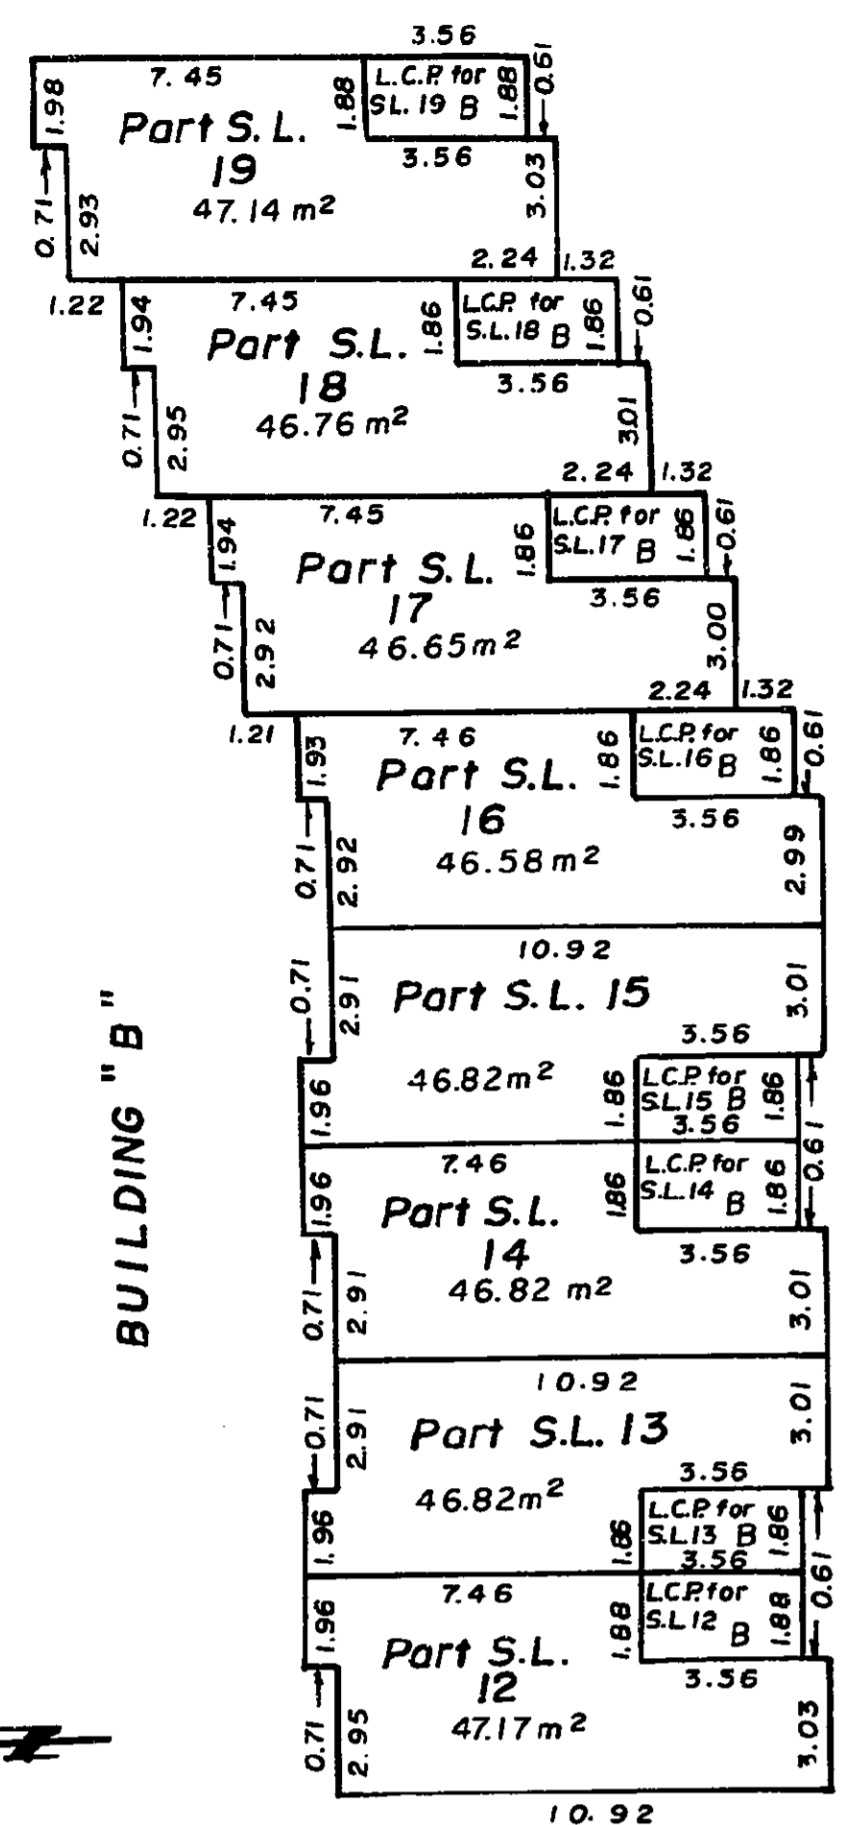 3.56
7.45
L.C.P. for
S.L. 19 B
1.98
1.88
1.88
0.61
Part S.L.
19
47.14 m²
3.56
3.03
0.71
2.93
2.24
1.32
1.22
7.45
L.C.P. for
S.L. 18 B
1.94
1.86
1.86
0.61
Part S.L.
18
46.76 m²
3.56
3.01
0.71
2.95
2.24
1.32
1.22
7.45
L.C.P. for
S.L. 17 B
1.94
1.86
1.86
0.61
Part S.L.
17
46.65 m²
3.56
3.00
0.71
2.92
2.24
1.32
1.21
7.46
L.C.P. for
S.L. 16 B
1.93
1.86
1.86
0.61
Part S.L.
16
46.58 m²
3.56
2.99
0.71
2.92
10.92
0.71
2.91
Part S.L. 15
3.01
3.56
46.82 m²
1.96
1.86
L.C.P. for
S.L. 15 B
3.56
1.86
0.61
7.46
L.C.P. for
S.L. 14 B
1.96
1.86
1.86
Part S.L.
14
46.82 m²
3.56
3.01
0.71
2.91
BUILDING "B"
10.92
0.71
2.91
Part S.L. 13
3.01
3.56
46.82 m²
1.96
1.86
L.C.P. for
S.L. 13 B
3.56
1.86
0.61
7.46
L.C.P. for
S.L. 12 B
1.96
1.88
1.88
Part S.L.
12
47.17 m²
3.56
3.03
0.71
2.95
10.92